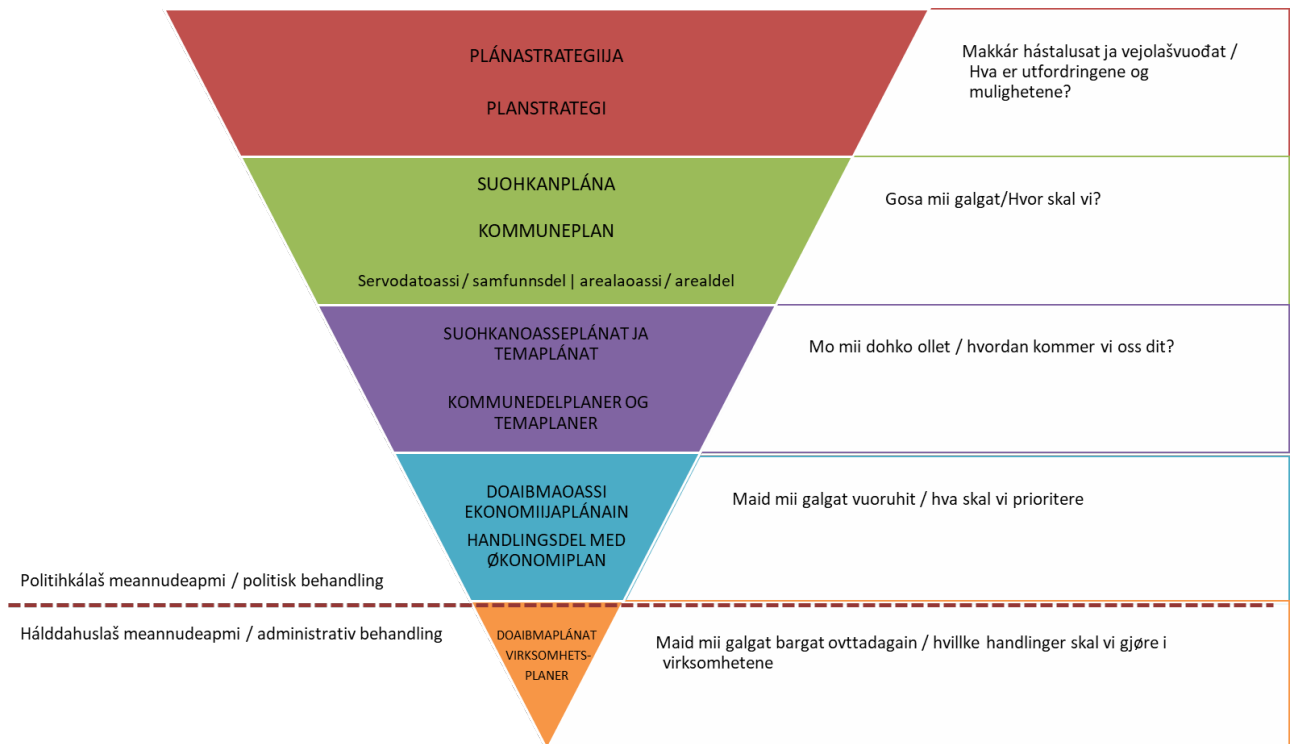 PLÁNASTRATEGIIJA
PLANSTRATEGI
Makkár hástalusat ja vejolašvuođat /
Hva er utfordringene og
mulighetene?
SUOHKANPLÁNA
KOMMUNEPLAN
Servodatoassi / samfunnsdel | arealaoassi / arealdel
Gosa mii galgat/Hvor skal vi?
SUOHKANOASSEPLÁNAT JA
TEMAPLÁNAT
KOMMUNEDELPLANER OG
TEMAPLANER
Mo mii dohko ollet / hvordan kommer vi oss dit?
DOAIBMAOASSI
EKONOMIIJAPLÁNAIN
HANDLINGSDEL MED
ØKONOMIPLAN
Maid mii galgat vuoruhit / hva skal vi prioritere
Politihkálaš meannudeapmi / politisk behandling
Hálddahuslaš meannudeapmi / administrativ behandling
DOAIBMAPLÁNAT
VIRKSOMHETS-
PLANER
Maid mii galgat bargat ovttadagain / hvillke handlinger skal vi gjøre i
virksomhetene